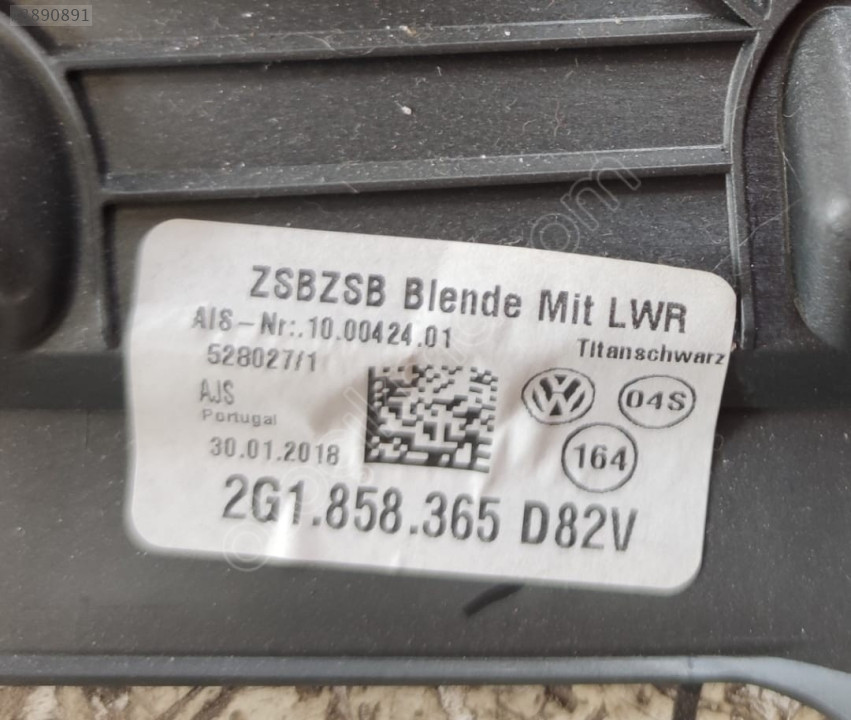 ZSBZSB Blende Mit LWR
AIS-Nr:.10.00424.01
Titanschwarz
528027/1
AJS
Portugal
04S
30.01.2018
164
2G1.858.365 D82V